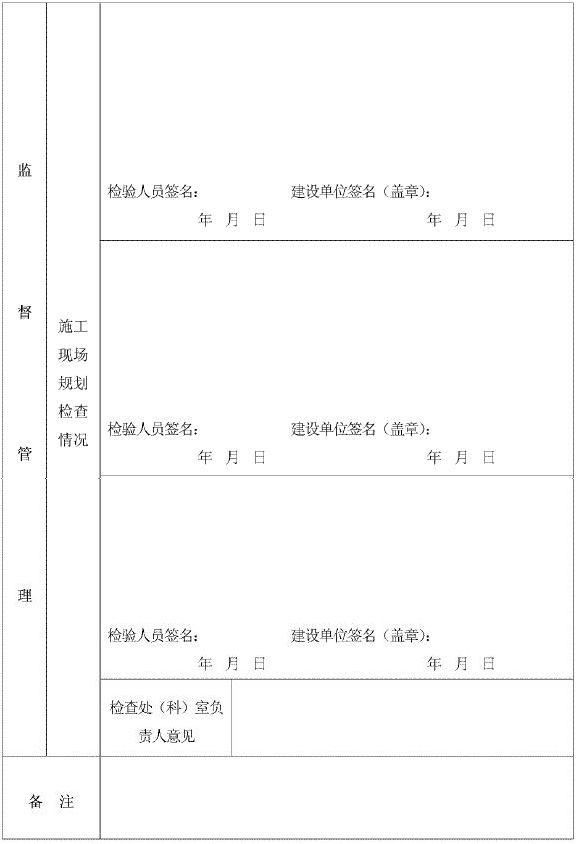 监督管理
施工
现场
规划
检查
情况
检验人员签名： 建设单位签名（盖章）：
年 月 日 年 月 日
检验人员签名： 建设单位签名（盖章）：
年 月 日 年 月 日
检验人员签名： 建设单位签名（盖章）：
年 月 日 年 月 日
检查处（科）室负
责人意见
备 注